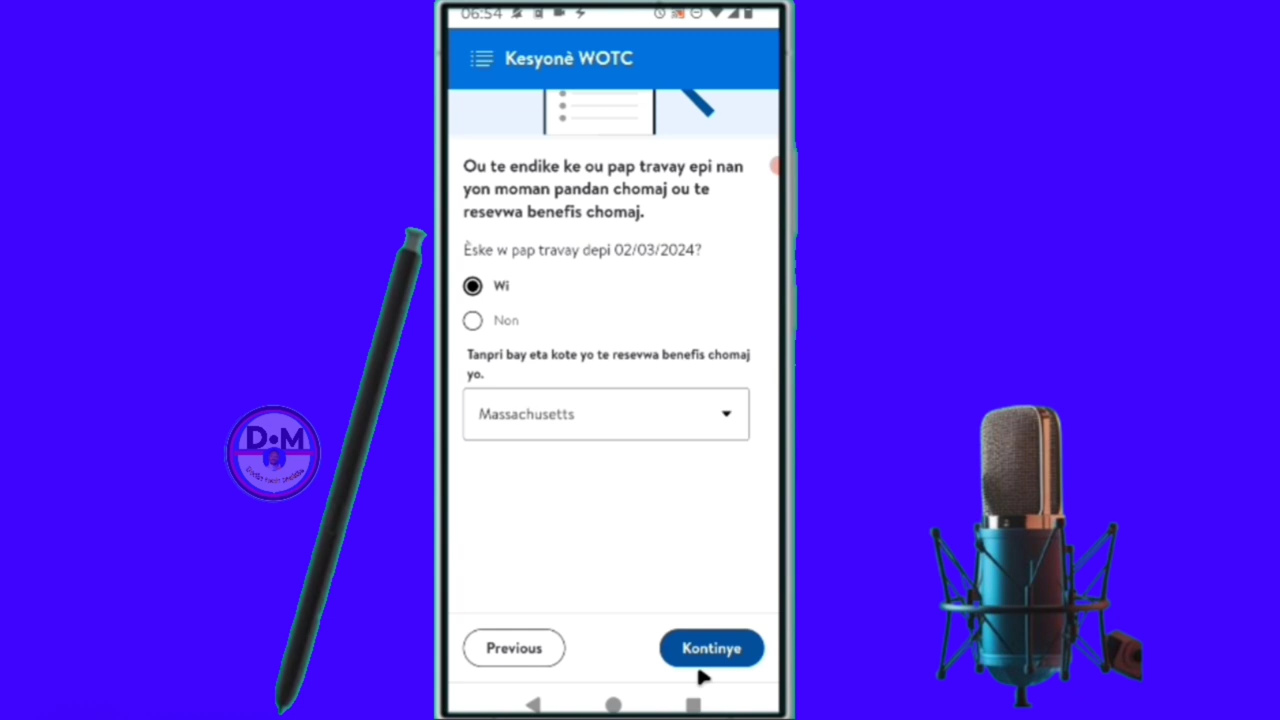 06:54
Kesyonè WOTC
Ou te endike ke ou pap travay epi nan
yon moman pandan chomaj ou te
resevwa benefis chomaj.
Èske w pap travay depi 02/03/2024?
Wi
Non
Tanpri bay eta kote yo te resevwa benefis chomaj
yo.
Massachusetts
D•M
Previous
Kontinye